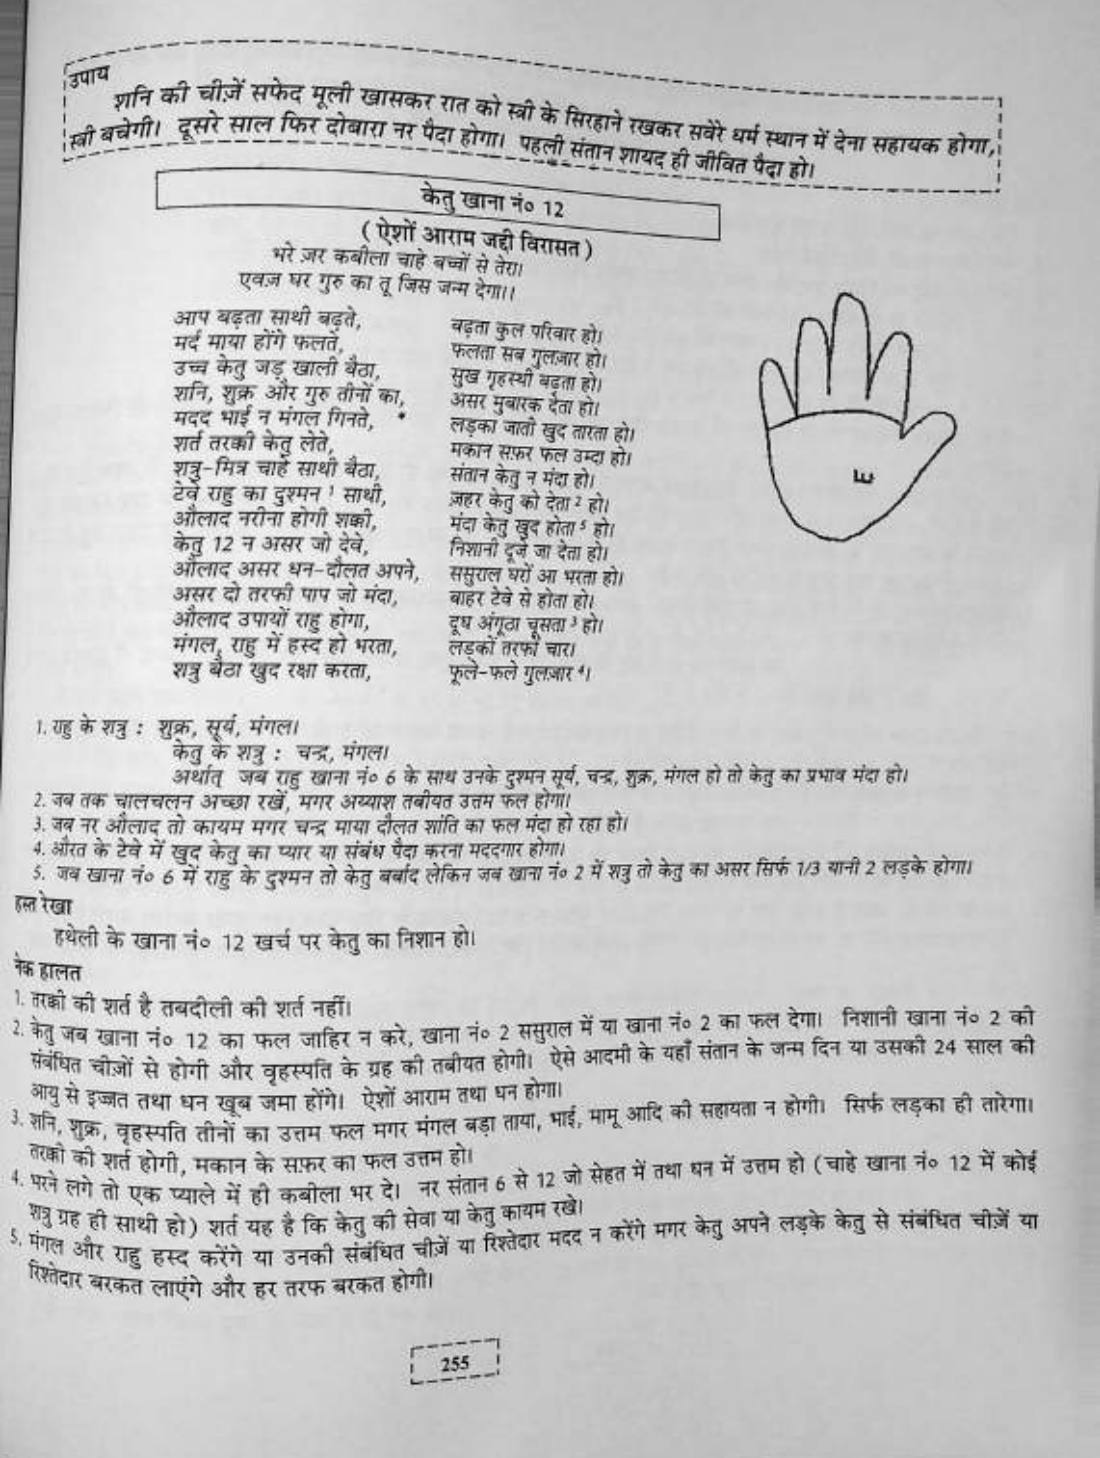 उपाय
शनि की चीज़ें सफेद मूली खासकर रात को स्त्री के सिरहाने रखकर सवेरे धर्म स्थान में देना सहायक होगा,
स्त्री बचेगी। दूसरे साल फिर दोबारा नर पैदा होगा। पहली संतान शायद ही जीवित पैदा हो।
केतु खाना नं० 12
( ऐशों आराम जद्दी विरासत )
भरे ज़र कबीला चाहे बच्चों से तेरा।
एवज़ घर गुरु का तू जिस जन्म देगा।।
आप बढ़ता साथी बढ़ते, बढ़ता कुल परिवार हो।
मर्द माया होंगे फलते, फलता सब गुलज़ार हो।
उच्च केतु जड़ खाली बैठा, सुख गृहस्थी बढ़ता हो।
शनि, शुक्र और गुरु तीनों का, असर मुबारक देता हो।
मदद भाई न मंगल गिनते, लड़का जाती खुद तारता हो।
शर्त तरक्की केतु लेते, मकान सफ़र फल उम्दा हो।
शत्रु-मित्र चाहे साथी बैठा, संतान केतु न मंदा हो।
टेवे राहु का दुश्मन 1 साथी, ज़हर केतु को देता 2 हो।
औलाद नरीना होगी शक्की, मंदा केतु खुद होता 5 हो।
केतु 12 न असर जो देवे, निशानी दूजे जा देता हो।
औलाद असर धन-दौलत अपने, ससुराल घरों आ भरता हो।
असर दो तरफी पाप जो मंदा, बाहर टेवे से होता हो।
औलाद उपायों राहु होगा, दूध अंगूठा चूसता 3 हो।
मंगल, राहु में हस्द हो भरता, लड़कों तरफों चार।
शत्रु बैठा खुद रक्षा करता, फूले-फले गुलज़ार 4।
E
1. राहु के शत्रु : शुक्र, सूर्य, मंगल।
केतु के शत्रु : चन्द्र, मंगल।
अर्थात् जब राहु खाना नं० 6 के साथ उनके दुश्मन सूर्य, चन्द्र, शुक्र, मंगल हो तो केतु का प्रभाव मंदा हो।
2. जब तक चालचलन अच्छा रखें, मगर अय्याश तबीयत उत्तम फल होगा।
3. जब नर औलाद तो कायम मगर चन्द्र माया दौलत शांति का फल मंदा हो रहा हो।
4. औरत के टेवे में खुद केतु का प्यार या संबंध पैदा करना मददगार होगा।
5. जब खाना नं० 6 में राहु के दुश्मन तो केतु बर्बाद लेकिन जब खाना नं० 2 में शत्रु तो केतु का असर सिर्फ 1/3 यानी 2 लड़के होगा।
हस्त रेखा
हथेली के खाना नं० 12 खर्च पर केतु का निशान हो।
नेक हालत
1. तरक्की की शर्त है तबदीली की शर्त नहीं।
2. केतु जब खाना नं० 12 का फल जाहिर न करे, खाना नं० 2 ससुराल में या खाना नं० 2 का फल देगा। निशानी खाना नं० 2 की
संबंधित चीज़ों से होगी और वृहस्पति के ग्रह की तबीयत होगी। ऐसे आदमी के यहाँ संतान के जन्म दिन या उसकी 24 साल की
आयु से इज्जत तथा धन खूब जमा होंगे। ऐशों आराम तथा धन होगा।
3. शनि, शुक्र, वृहस्पति तीनों का उत्तम फल मगर मंगल बड़ा ताया, भाई, मामू आदि की सहायता न होगी। सिर्फ लड़का ही तारेगा।
तरक्की की शर्त होगी, मकान के सफ़र का फल उत्तम हो।
4. भरने लगे तो एक प्याले में ही कबीला भर दे। नर संतान 6 से 12 जो सेहत में तथा धन में उत्तम हो (चाहे खाना नं० 12 में कोई
शत्रु ग्रह ही साथी हो) शर्त यह है कि केतु की सेवा या केतु कायम रखे।
5. मंगल और राहु हस्द करेंगे या उनकी संबंधित चीज़ें या रिश्तेदार मदद न करेंगे मगर केतु अपने लड़के केतु से संबंधित चीज़ें या
रिश्तेदार बरकत लाएंगे और हर तरफ बरकत होगी।
255